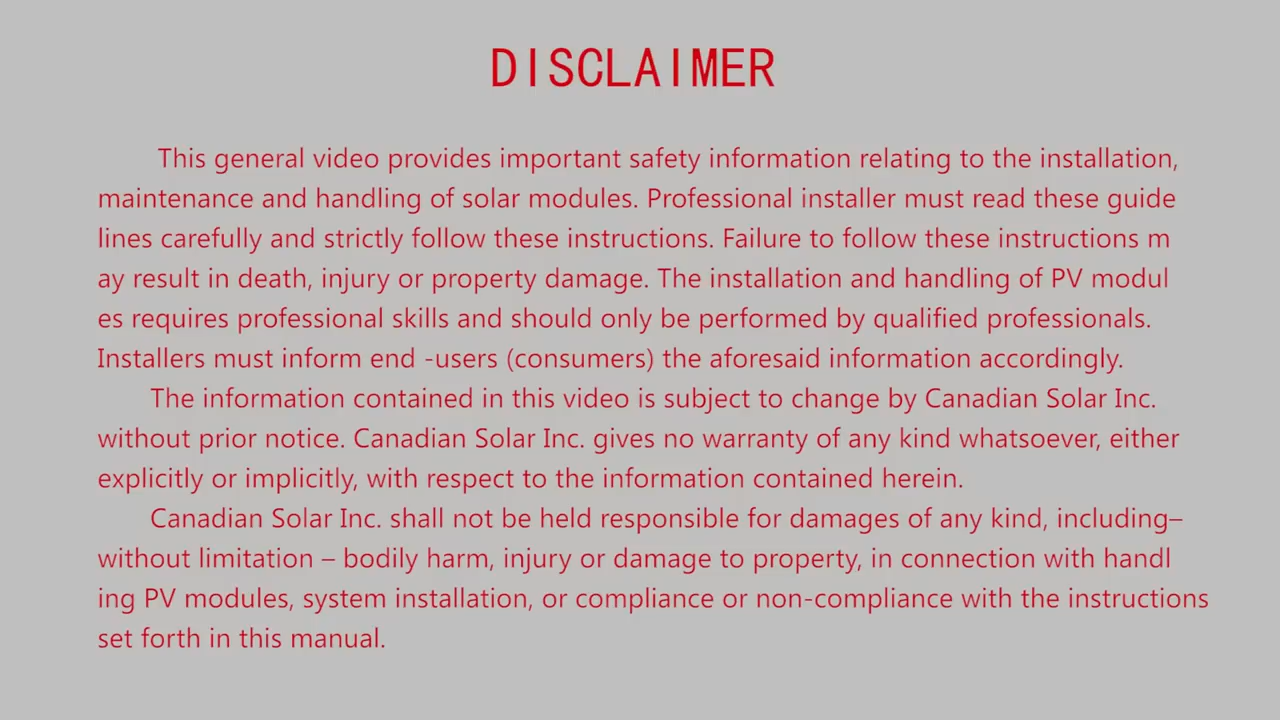 DISCLAIMER
This general video provides important safety information relating to the installation,
maintenance and handling of solar modules. Professional installer must read these guide
lines carefully and strictly follow these instructions. Failure to follow these instructions m
ay result in death, injury or property damage. The installation and handling of PV modul
es requires professional skills and should only be performed by qualified professionals.
Installers must inform end -users (consumers) the aforesaid information accordingly.
The information contained in this video is subject to change by Canadian Solar Inc.
without prior notice. Canadian Solar Inc. gives no warranty of any kind whatsoever, either
explicitly or implicitly, with respect to the information contained herein.
Canadian Solar Inc. shall not be held responsible for damages of any kind, including–
without limitation – bodily harm, injury or damage to property, in connection with handl
ing PV modules, system installation, or compliance or non-compliance with the instructions
set forth in this manual.